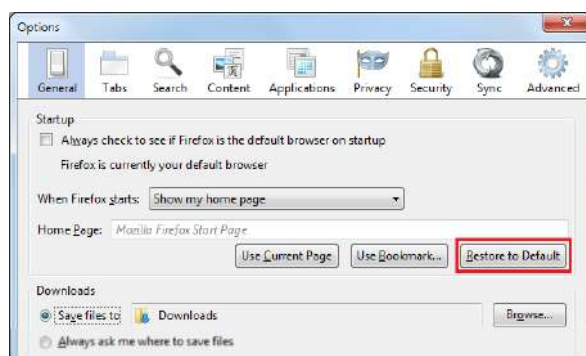 Options
General Tabs Search Content Applications Privacy Security Sync Advanced
Startup
Always check to see if Firefox is the default browser on startup
Firefox is currently your default browser
When Firefox starts: Show my home page
Home Page: Mozilla Firefox Start Page
Use Current Page Use Bookmark... Restore to Default
Downloads
Save files to Downloads Browse...
Always ask me where to save files